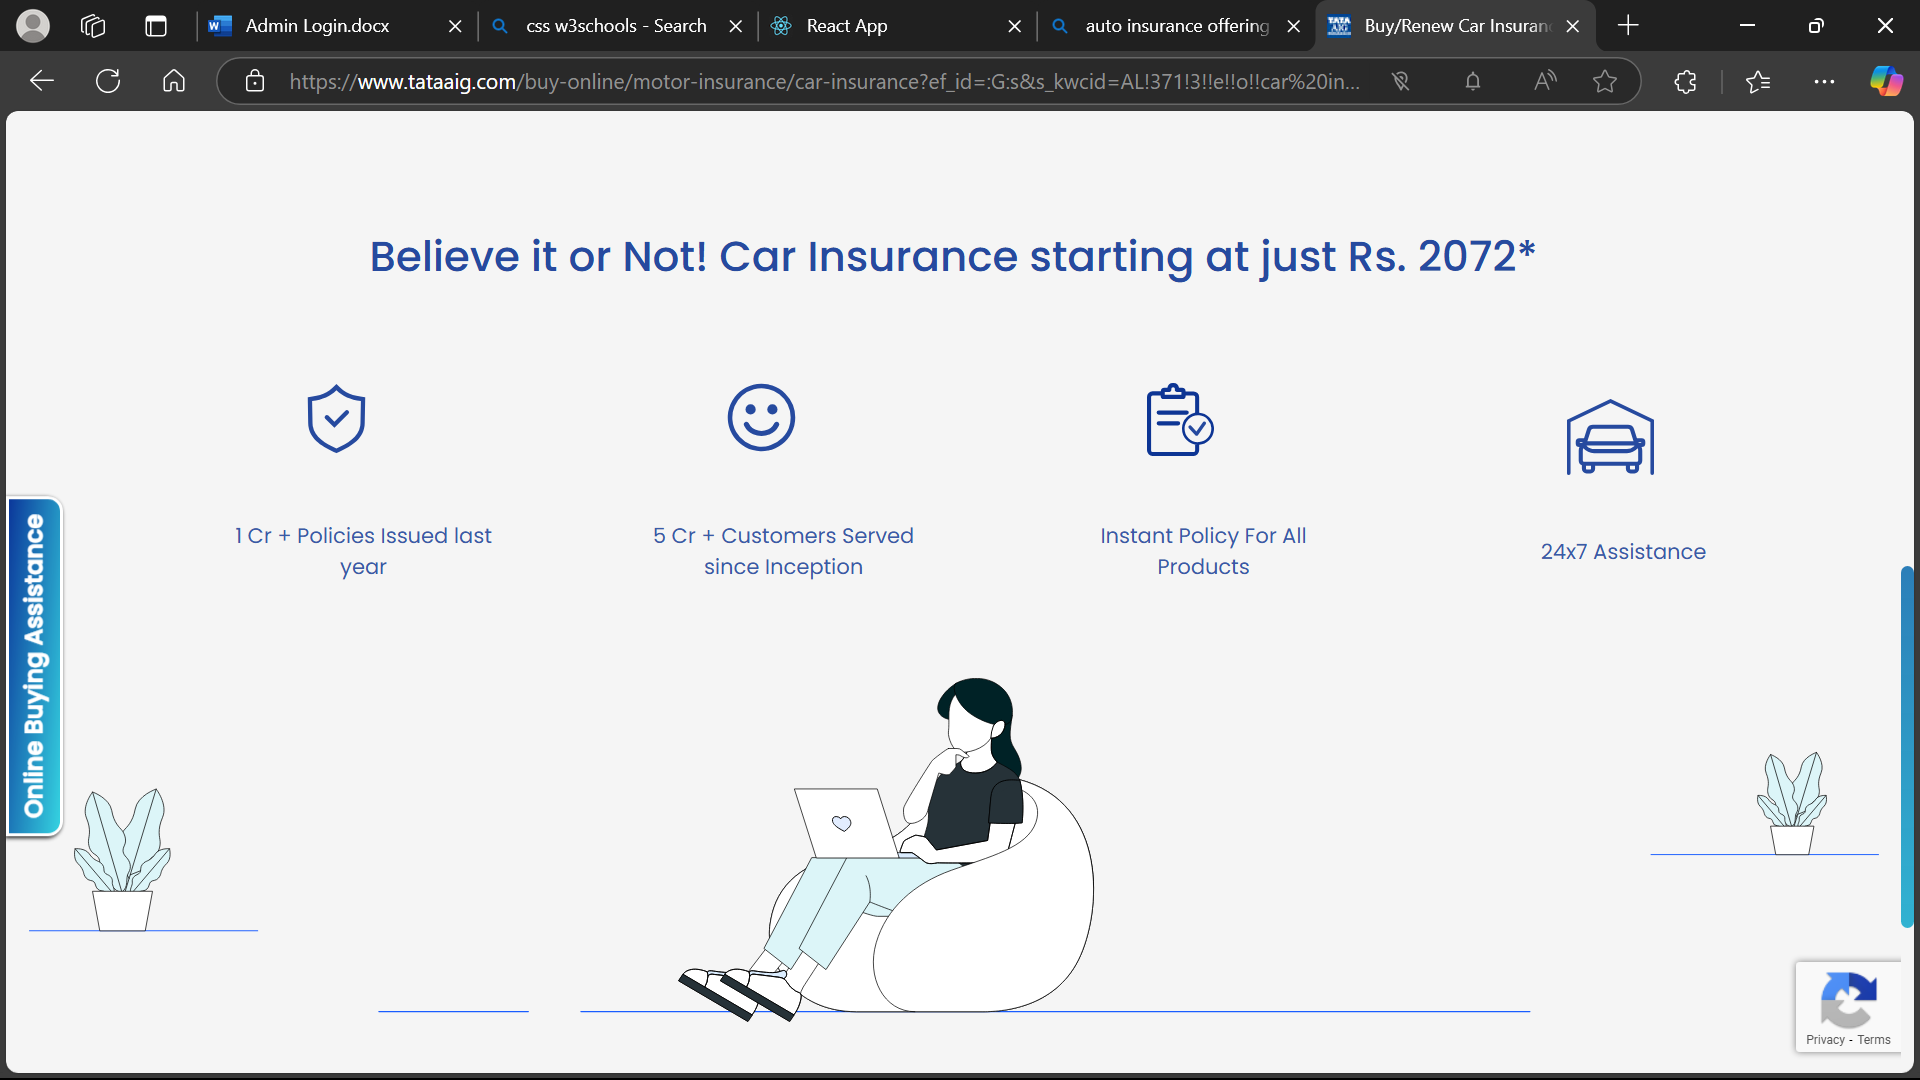 Admin Login.docx
css w3schools - Search
React App
auto insurance offering
Buy/Renew Car Insuran
https://www.tataaig.com/buy-online/motor-insurance/car-insurance?ef_id=:G:s&s_kwcid=AL!371!3!!e!!o!!car%20in...
Believe it or Not! Car Insurance starting at just Rs. 2072*
1 Cr + Policies Issued last
year
5 Cr + Customers Served
since Inception
Instant Policy For All
Products
24x7 Assistance
Online Buying Assistance
Privacy - Terms